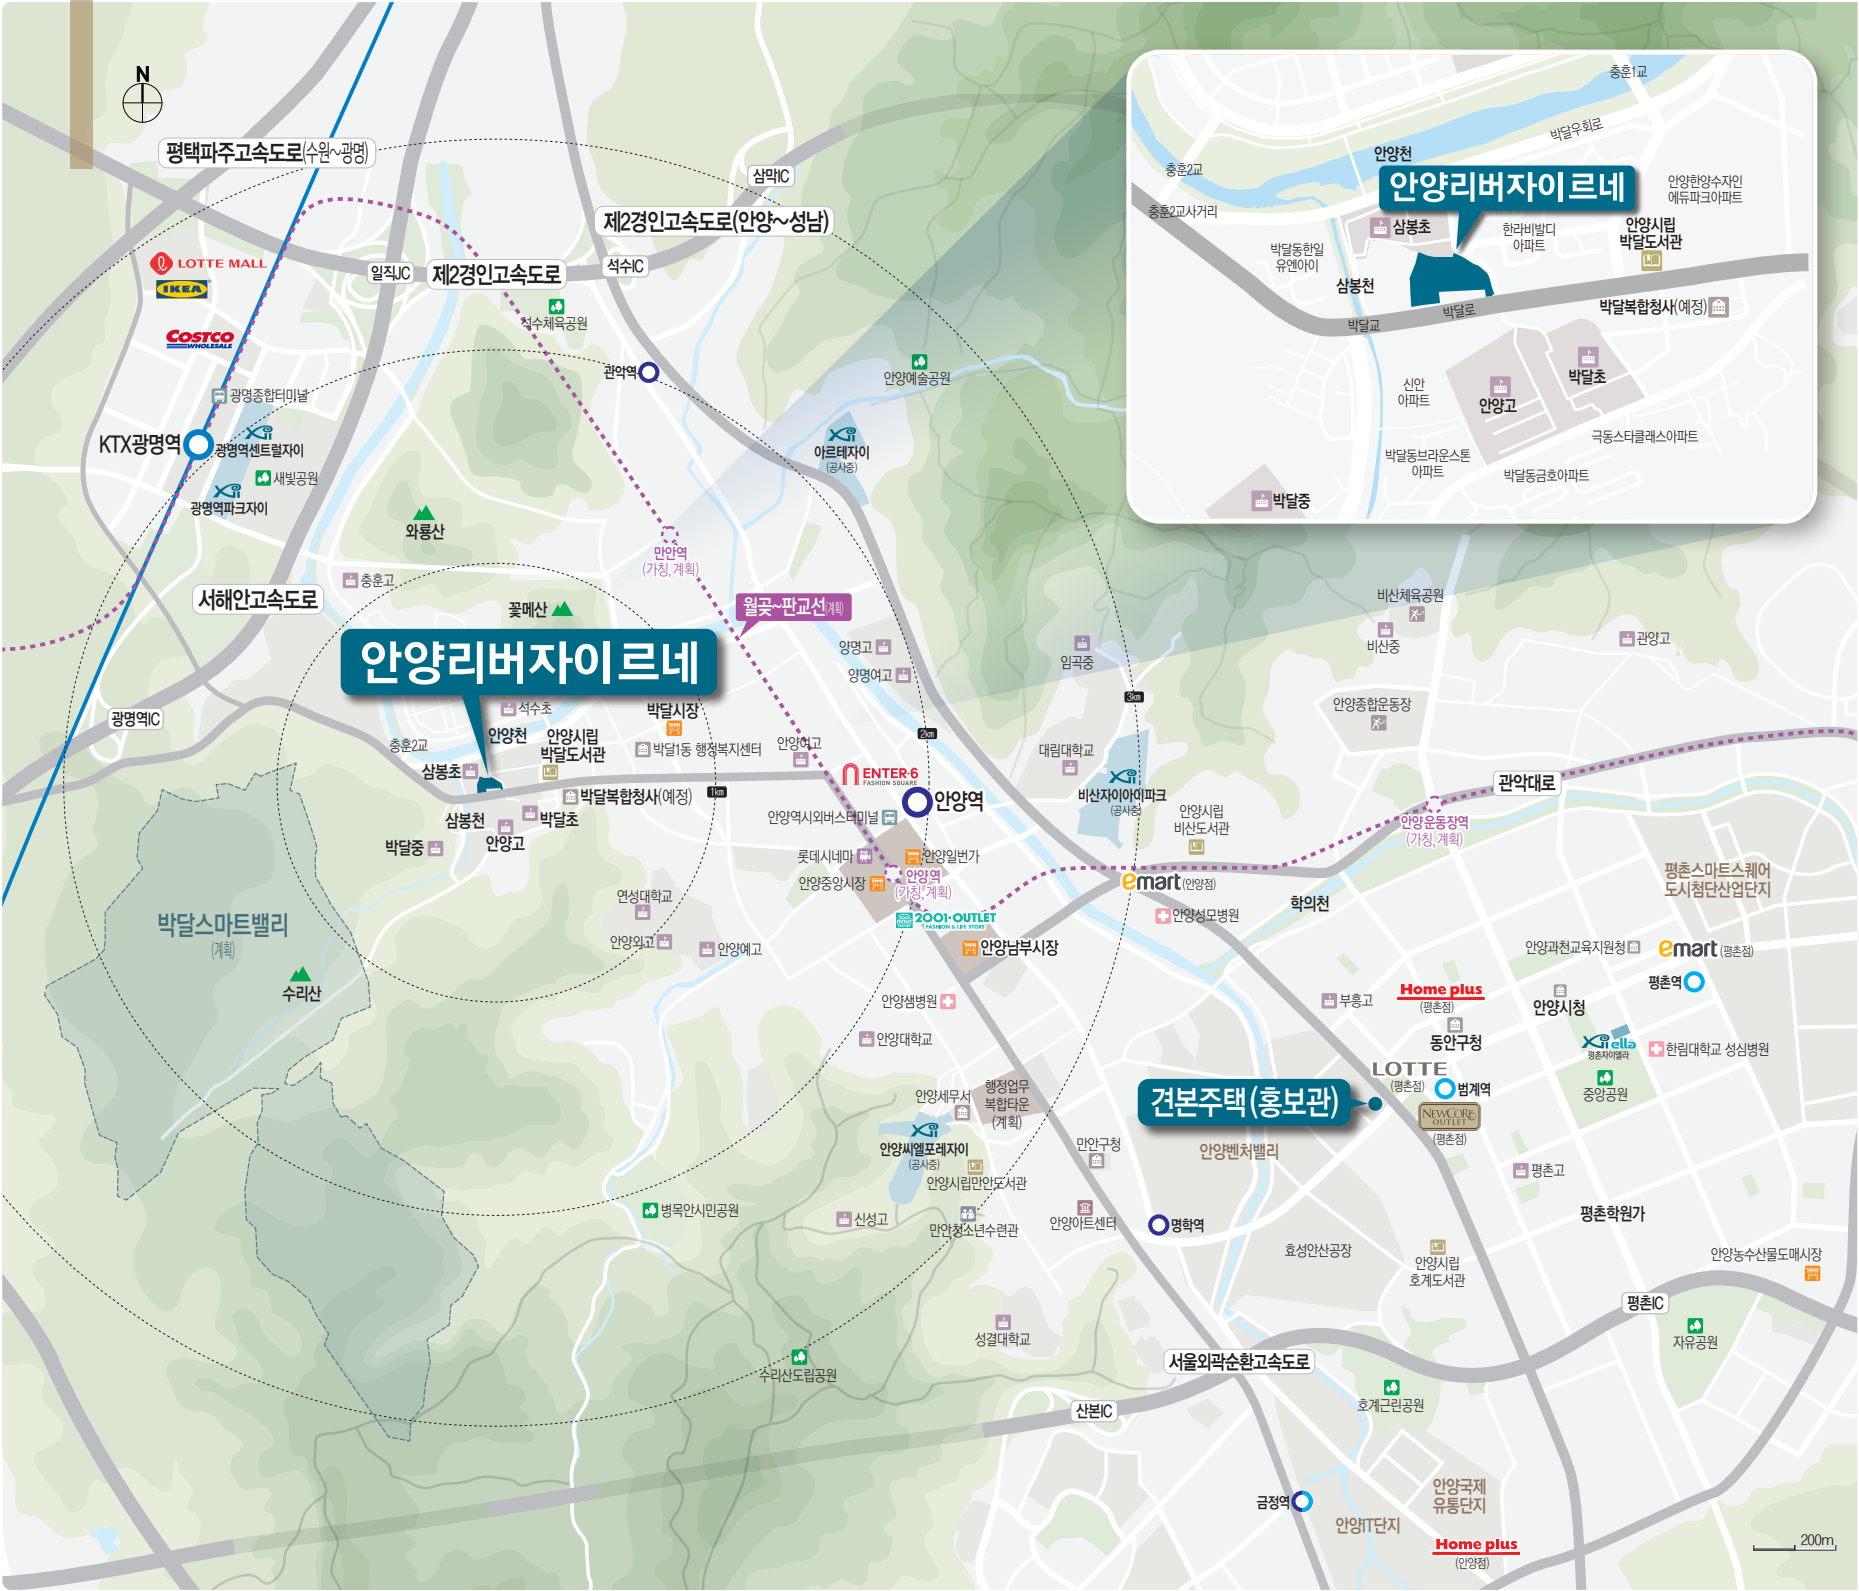 N
평택파주고속도로(수원~광명)
삼막IC
제2경인고속도로(안양~성남)
LOTTE MALL
IKEA
COSTCO
WHOLESALE
일직JC
제2경인고속도로
석수IC
석수체육공원
관악역
안양예술공원
광명종합터미널
KTX광명역
광명역센트럴자이
새빛공원
광명역파크자이
아르테자이
(공사중)
와룡산
만안역
(가칭, 계획)
충훈고
서해안고속도로
꽃메산
월곶~판교선(계획)
안양리버자이 르네
양명고
양명여고
임곡중
비산체육공원
비산중
관양고
3km
안양종합운동장
광명역IC
석수초
박달시장
안양천
안양시립
박달도서관
충훈2교
박달1동 행정복지센터
안양여고
2km
대림대학교
삼봉초
ENTER·6
FASHION SQUARE
안양역
비산자이아이파크
(공사중)
관악대로
박달복합청사(예정)
1km
안양역시외버스터미널
안양시립
비산도서관
안양운동장역
(가칭, 계획)
삼봉천
박달초
안양고
박달중
롯데시네마
안양일번가
안양중앙시장
안양역
(가칭, 계획)
emart (안양점)
평촌스마트스퀘어
도시첨단산업단지
연성대학교
2001·OUTLET
FASHION & LIFE STORE
안양성모병원
학의천
박달스마트밸리
(계획)
안양외고
안양예고
안양남부시장
안양과천교육지원청
emart (평촌점)
평촌역
수리산
안양샘병원
부흥고
Home plus
(평촌점)
안양시청
안양대학교
동안구청
Xi ella
평촌자이엘라
한림대학교 성심병원
LOTTE
(평촌점)
범계역
중앙공원
견본주택(홍보관)
NEWCORE
OUTLET
(평촌점)
안양세무서
행정업무
복합타운
(계획)
안양씨엘포레자이
(공사중)
만안구청
안양벤처밸리
안양시립만안도서관
평촌고
병목안시민공원
신성고
만안청소년수련관
안양아트센터
명학역
평촌학원가
효성안산공장
안양시립
호계도서관
안양농수산물도매시장
평촌IC
성결대학교
자유공원
수리산도립공원
서울외곽순환고속도로
호계근린공원
산본IC
금정역
안양국제
유통단지
안양IT단지
Home plus
(안양점)
200m
충훈1교
박달우회로
안양천
충훈2교
안양리버자이 르네
안양한양수자인
에듀파크아파트
충훈2교사거리
삼봉초
한라비발디
아파트
안양시립
박달도서관
박달동한일
유엔아이
삼봉천
박달로
박달복합청사(예정)
박달교
박달초
신안
아파트
안양고
극동스타클래스아파트
박달동브라운스톤
아파트
박달동금호아파트
박달중